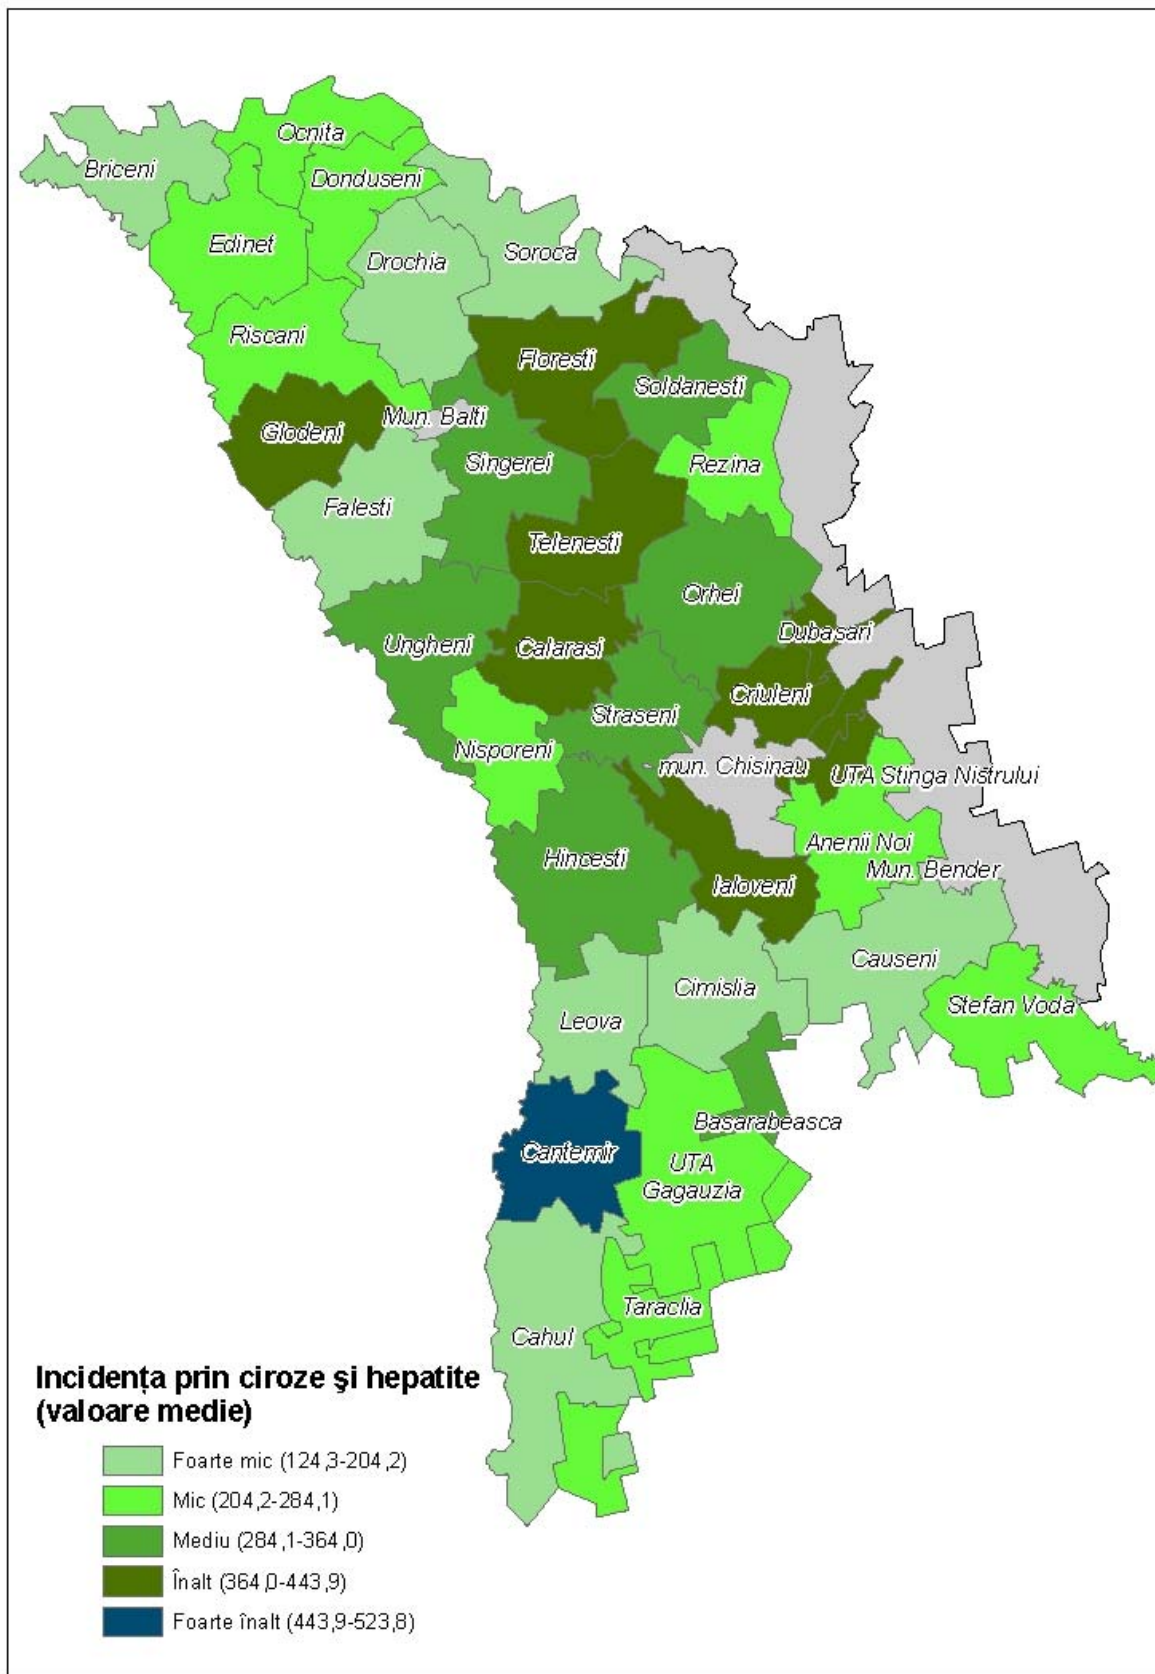 Ocnita
Briceni
Donduseni
Edinet
Soroca
Drochia
Riscani
Floresti
Soldanesti
Mun. Balti
Glodeni
Singerei
Rezina
Falesti
Telenesti
Orhei
Dubasari
Ungheni
Calarasi
Criuleni
Straseni
Nisporeni
mun. Chisinau
UTA Stinga Nistrului
Anenii Noi
Hincesti
Mun. Bender
Ialoveni
Causeni
Cimislia
Stefan Voda
Leova
Basarabeasca
Cantemir
UTA
Gagauzia
Taraclia
Cahul
Incidența prin ciroze şi hepatite
(valoare medie)
Foarte mic (124,3-204,2)
Mic (204,2-284,1)
Mediu (284,1-364,0)
Înalt (364,0-443,9)
Foarte înalt (443,9-523,8)